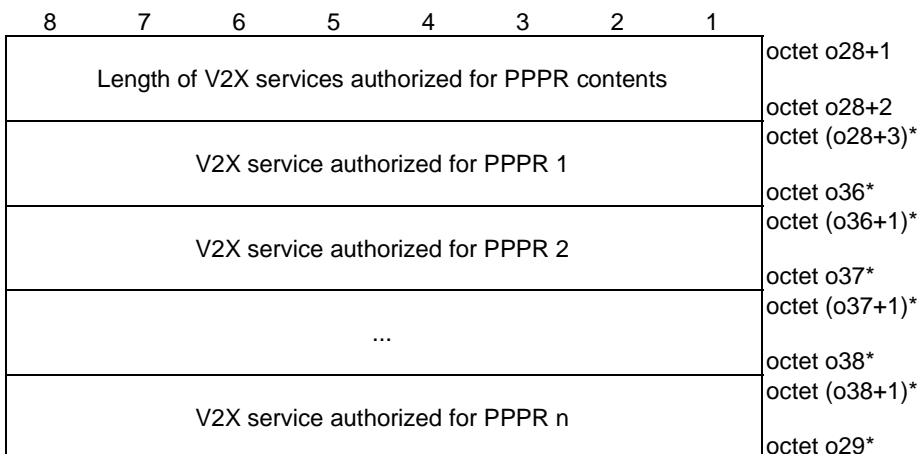 8 7 6 5 4 3 2 1
octet o28+1
Length of V2X services authorized for PPPR contents
octet o28+2
octet (o28+3)*
V2X service authorized for PPPR 1
octet o36*
octet (o36+1)*
V2X service authorized for PPPR 2
octet o37*
octet (o37+1)*
...
octet o38*
octet (o38+1)*
V2X service authorized for PPPR n
octet o29*